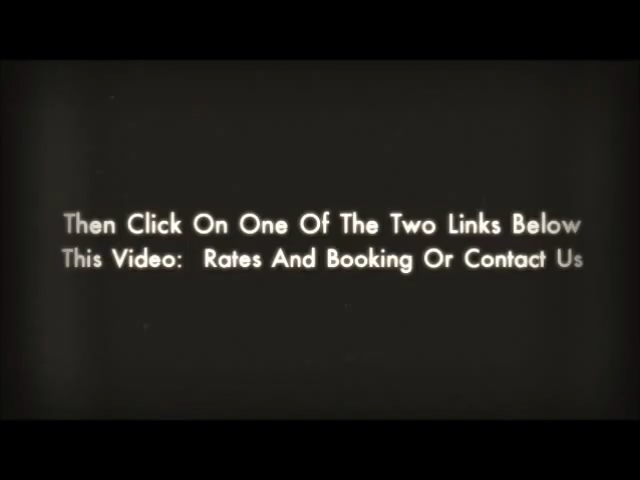 Then Click On One Of The Two Links Below
This Video:  Rates And Booking Or Contact Us